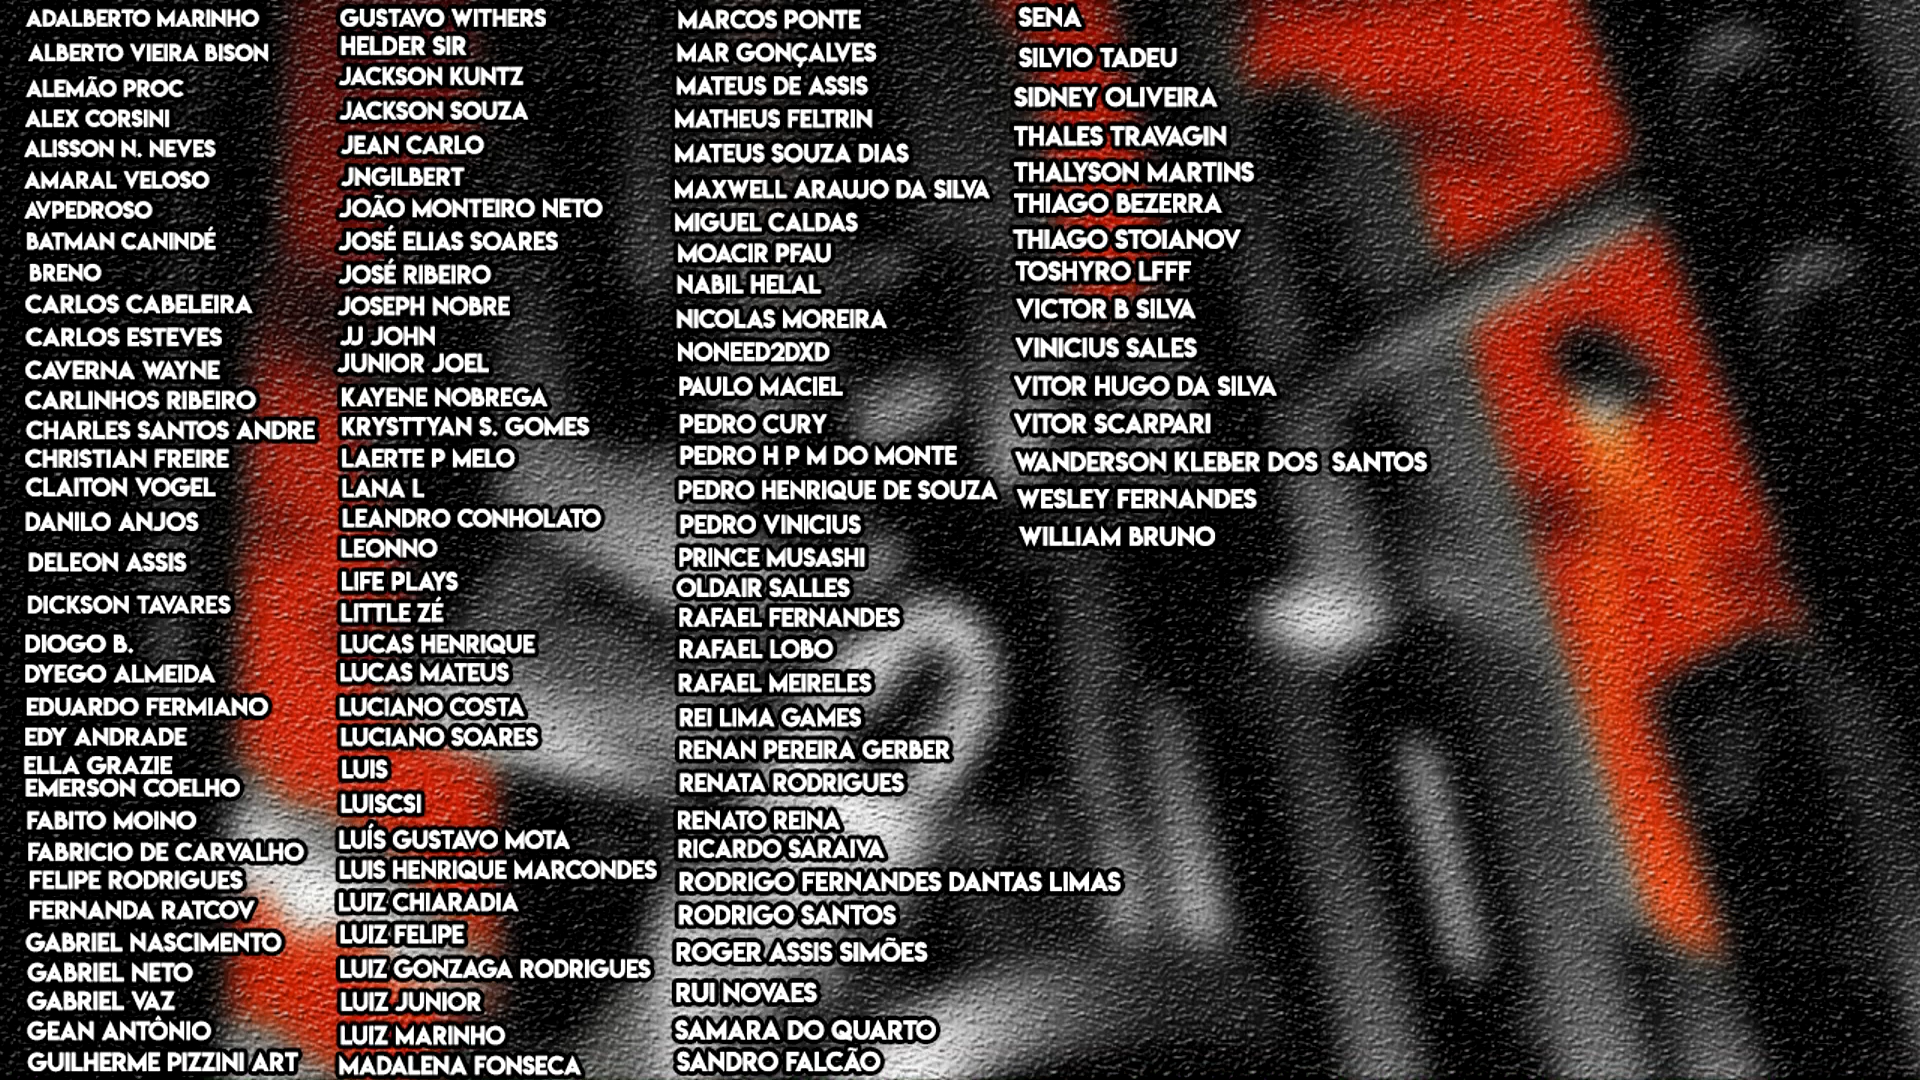 ADALBERTO MARINHO
ALBERTO VIEIRA BISON
ALEMÃO PROC
ALEX CORSINI
ALISSON N. NEVES
AMARAL VELOSO
AVPEDROSO
BATMAN CANINDÉ
BRENO
CARLOS CABELEIRA
CARLOS ESTEVES
CAVERNA WAYNE
CARLINHOS RIBEIRO
CHARLES SANTOS ANDRE
CHRISTIAN FREIRE
CLAITON VOGEL
DANILO ANJOS
DELEON ASSIS
DICKSON TAVARES
DIOGO B.
DYEGO ALMEIDA
EDUARDO FERMIANO
EDY ANDRADE
ELLA GRAZIE
EMERSON COELHO
FABITO MOINO
FABRICIO DE CARVALHO
FELIPE RODRIGUES
FERNANDA RATCOV
GABRIEL NASCIMENTO
GABRIEL NETO
GABRIEL VAZ
GEAN ANTÔNIO
GUILHERME PIZZINI ART
GUSTAVO WITHERS
HELDER SIR
JACKSON KUNTZ
JACKSON SOUZA
JEAN CARLO
JNGILBERT
JOÃO MONTEIRO NETO
JOSÉ ELIAS SOARES
JOSÉ RIBEIRO
JOSEPH NOBRE
JJ JOHN
JUNIOR JOEL
KAYENE NOBREGA
KRYSTTYAN S. GOMES
LAERTE P MELO
LANA L
LEANDRO CONHOLATO
LEONNO
LIFE PLAYS
LITTLE ZÉ
LUCAS HENRIQUE
LUCAS MATEUS
LUCIANO COSTA
LUCIANO SOARES
LUIS
LUISCSI
LUÍS GUSTAVO MOTA
LUIS HENRIQUE MARCONDES
LUIZ CHIARADIA
LUIZ FELIPE
LUIZ GONZAGA RODRIGUES
LUIZ JUNIOR
LUIZ MARINHO
MADALENA FONSECA
MARCOS PONTE
MAR GONÇALVES
MATEUS DE ASSIS
MATHEUS FELTRIN
MATEUS SOUZA DIAS
MAXWELL ARAUJO DA SILVA
MIGUEL CALDAS
MOACIR PFAU
NABIL HELAL
NICOLAS MOREIRA
NONEED2DXD
PAULO MACIEL
PEDRO CURY
PEDRO H P M DO MONTE
PEDRO HENRIQUE DE SOUZA
PEDRO VINICIUS
PRINCE MUSASHI
OLDAIR SALLES
RAFAEL FERNANDES
RAFAEL LOBO
RAFAEL MEIRELES
REI LIMA GAMES
RENAN PEREIRA GERBER
RENATA RODRIGUES
RENATO REINA
RICARDO SARAIVA
RODRIGO FERNANDES DANTAS LIMAS
RODRIGO SANTOS
ROGER ASSIS SIMÕES
RUI NOVAES
SAMARA DO QUARTO
SANDRO FALCÃO
SENA
SILVIO TADEU
SIDNEY OLIVEIRA
THALES TRAVAGIN
THALYSON MARTINS
THIAGO BEZERRA
THIAGO STOIANOV
TOSHYRO LFFF
VICTOR B SILVA
VINICIUS SALES
VITOR HUGO DA SILVA
VITOR SCARPARI
WANDERSON KLEBER DOS SANTOS
WESLEY FERNANDES
WILLIAM BRUNO